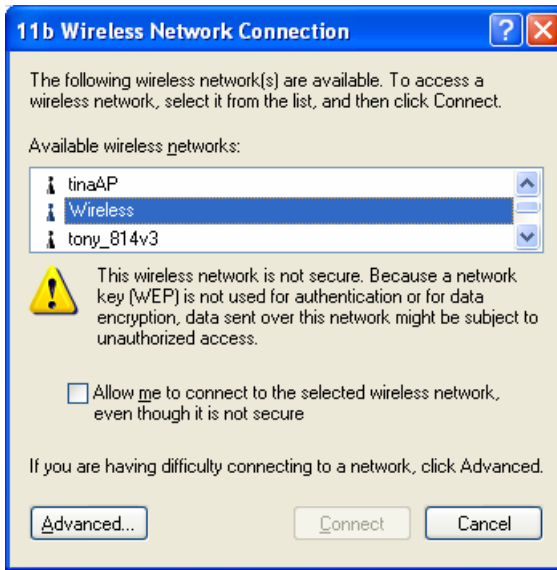 11b Wireless Network Connection
The following wireless network(s) are available. To access a
wireless network, select it from the list, and then click Connect.
Available wireless networks:
tinaAP
Wireless
tony_814v3
This wireless network is not secure. Because a network
key (WEP) is not used for authentication or for data
encryption, data sent over this network might be subject to
unauthorized access.
Allow me to connect to the selected wireless network,
even though it is not secure
If you are having difficulty connecting to a network, click Advanced.
Advanced... Connect Cancel